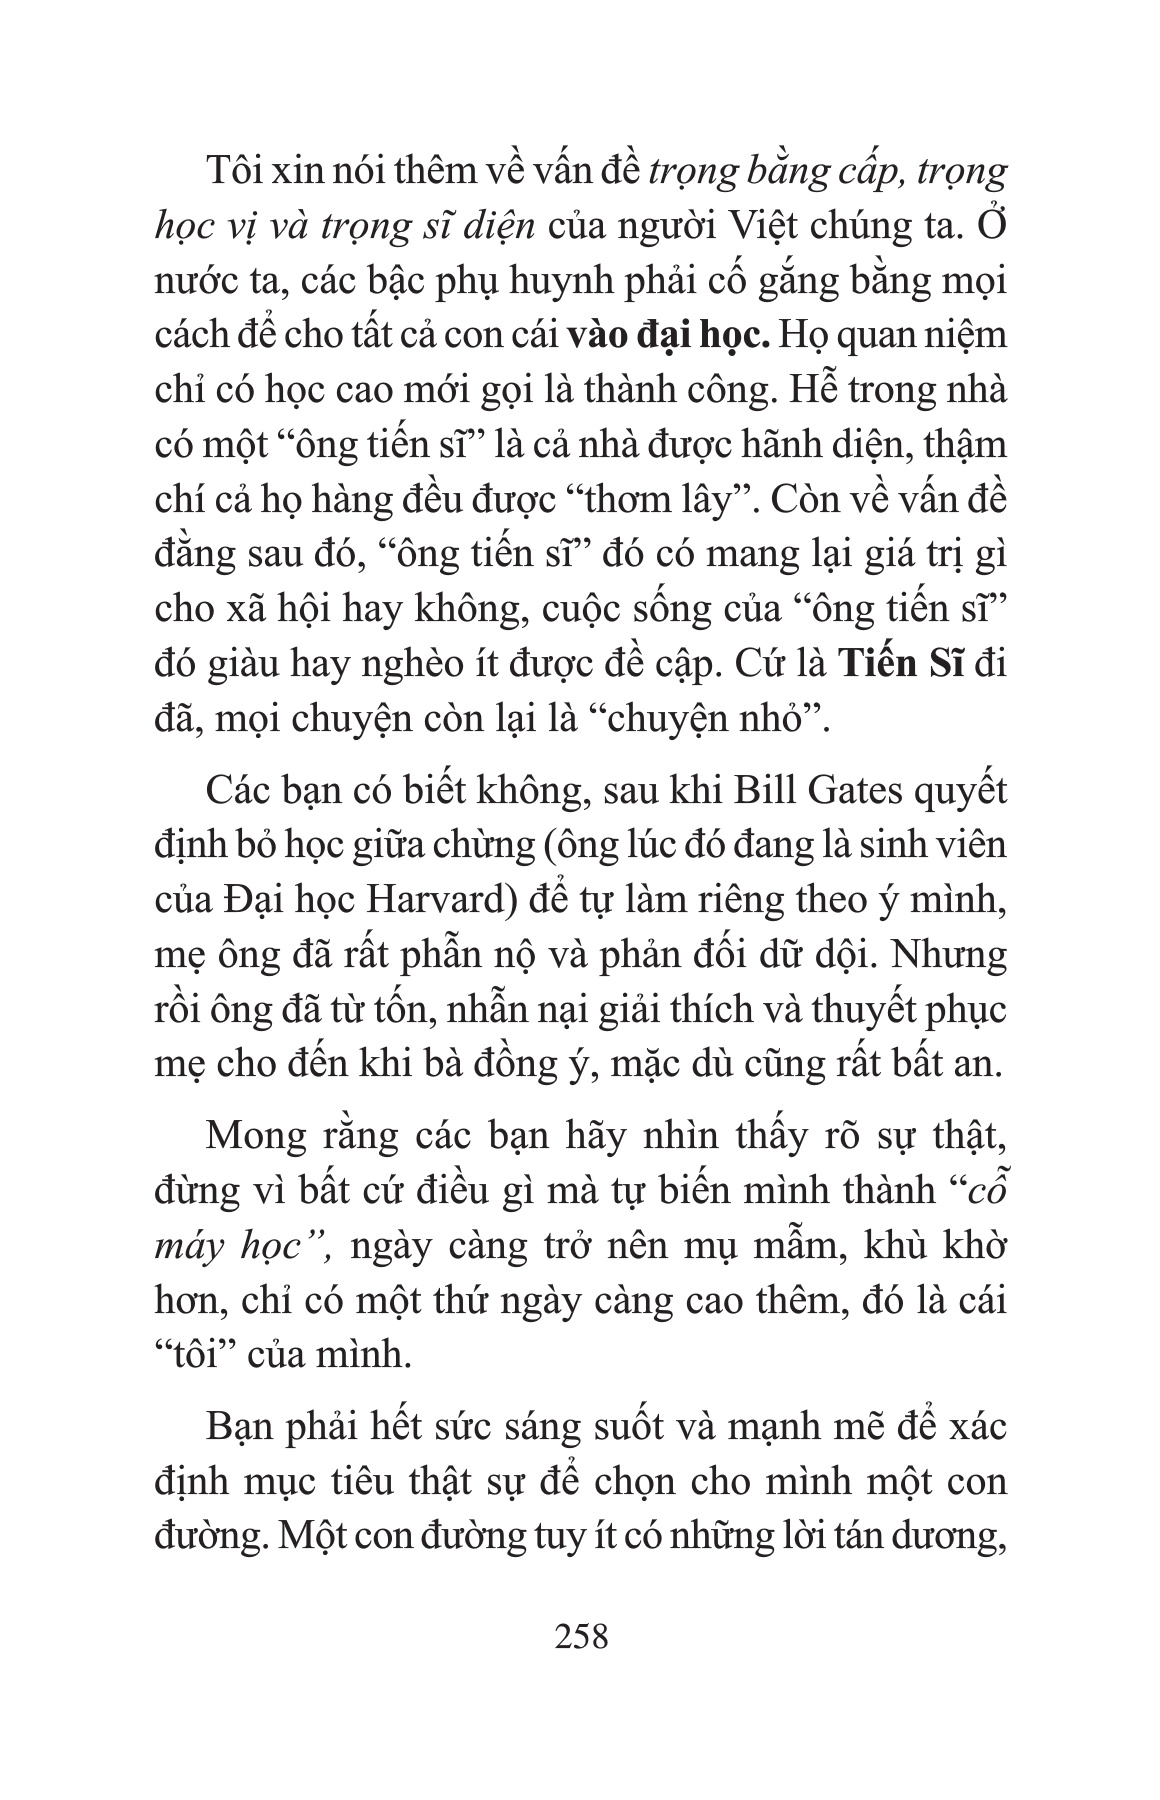 Tôi xin nói thêm về vấn đề trọng bằng cấp, trọng
học vị và trọng sĩ diện của người Việt chúng ta. Ở
nước ta, các bậc phụ huynh phải cố gắng bằng mọi
cách để cho tất cả con cái vào đại học. Họ quan niệm
chỉ có học cao mới gọi là thành công. Hễ trong nhà
có một “ông tiến sĩ” là cả nhà được hãnh diện, thậm
chí cả họ hàng đều được “thơm lây”. Còn về vấn đề
đằng sau đó, “ông tiến sĩ” đó có mang lại giá trị gì
cho xã hội hay không, cuộc sống của “ông tiến sĩ”
đó giàu hay nghèo ít được đề cập. Cứ là Tiến Sĩ đi
đã, mọi chuyện còn lại là “chuyện nhỏ”.
Các bạn có biết không, sau khi Bill Gates quyết
định bỏ học giữa chừng (ông lúc đó đang là sinh viên
của Đại học Harvard) để tự làm riêng theo ý mình,
mẹ ông đã rất phẫn nộ và phản đối dữ dội. Nhưng
rồi ông đã từ tốn, nhẫn nại giải thích và thuyết phục
mẹ cho đến khi bà đồng ý, mặc dù cũng rất bất an.
Mong rằng các bạn hãy nhìn thấy rõ sự thật,
đừng vì bất cứ điều gì mà tự biến mình thành “cỗ
máy học”, ngày càng trở nên mụ mẫm, khù khờ
hơn, chỉ có một thứ ngày càng cao thêm, đó là cái
“tôi” của mình.
Bạn phải hết sức sáng suốt và mạnh mẽ để xác
định mục tiêu thật sự để chọn cho mình một con
đường. Một con đường tuy ít có những lời tán dương,
258